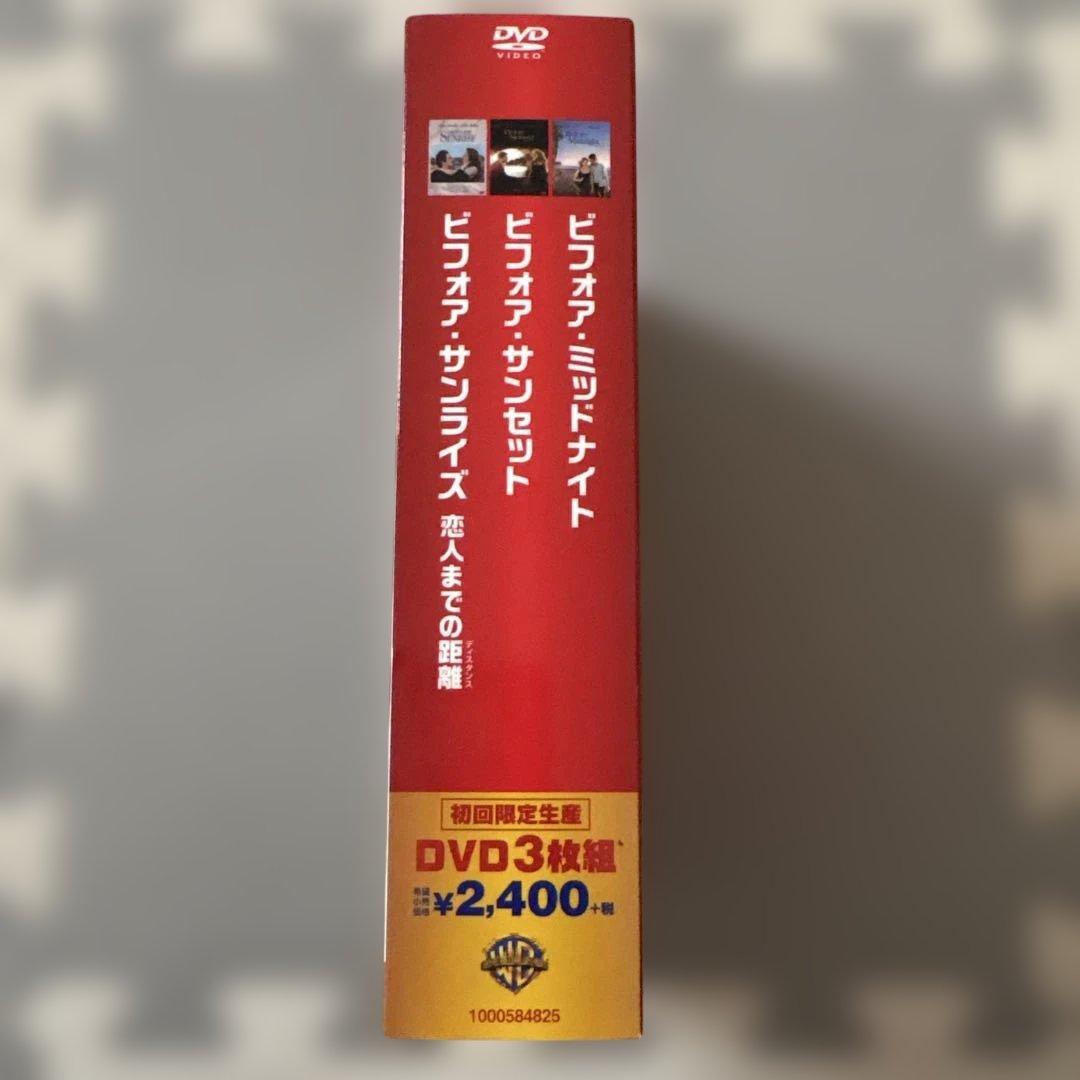 DVD
VIDEO
ビフォア・ミッドナイト
ビフォア・サンセット
ビフォア・サンライズ 恋人までの距離
ディスタンス
初回限定生産
DVD3枚組
希望小売価格 ¥2,400+税
1000584825